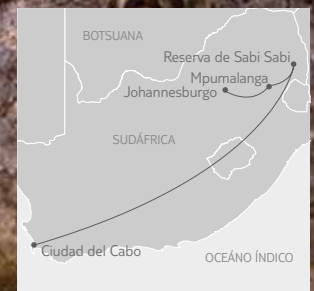 BOTSUANA
Reserva de Sabi Sabi
Mpumalanga
Johannesburgo
SUDÁFRICA
Ciudad del Cabo
OCEÁNO ÍNDICO